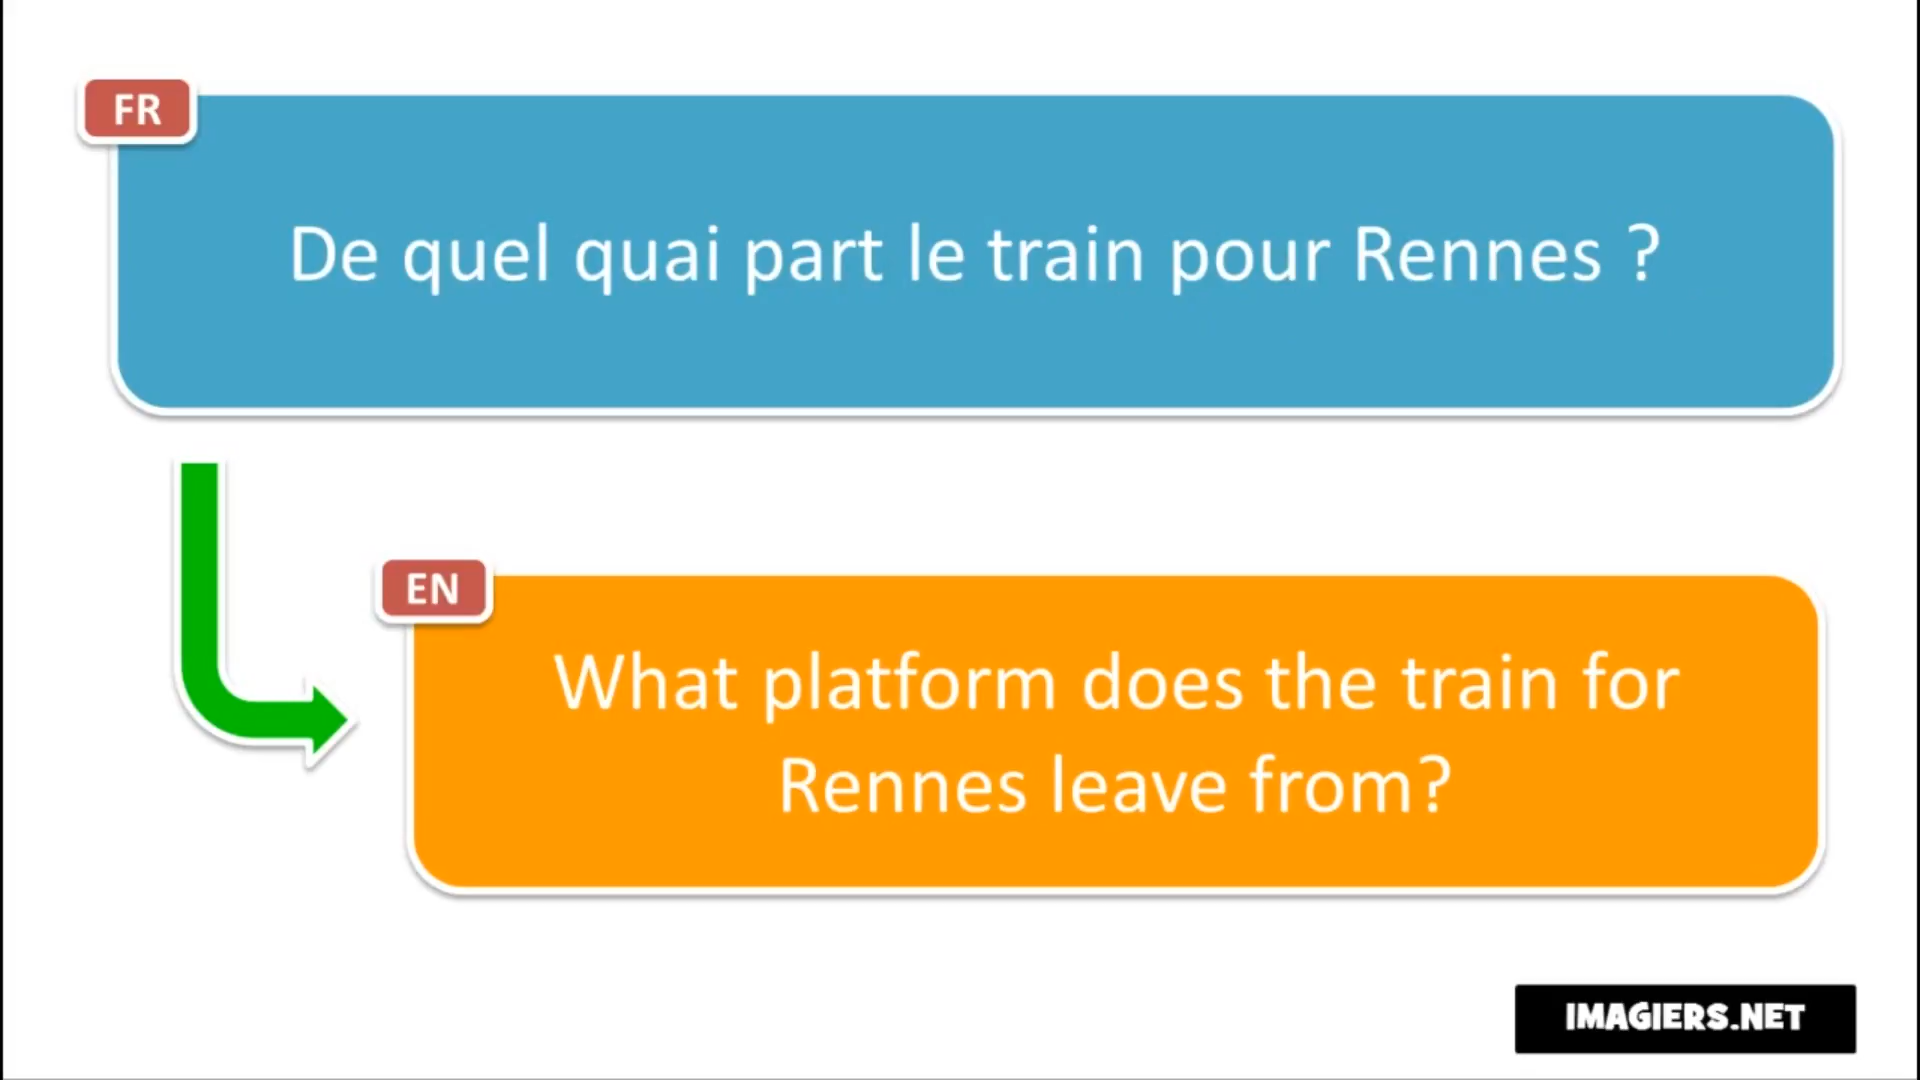 FR
De quel quai part le train pour Rennes ?
EN
What platform does the train for
Rennes leave from?
IMAGIERS.NET